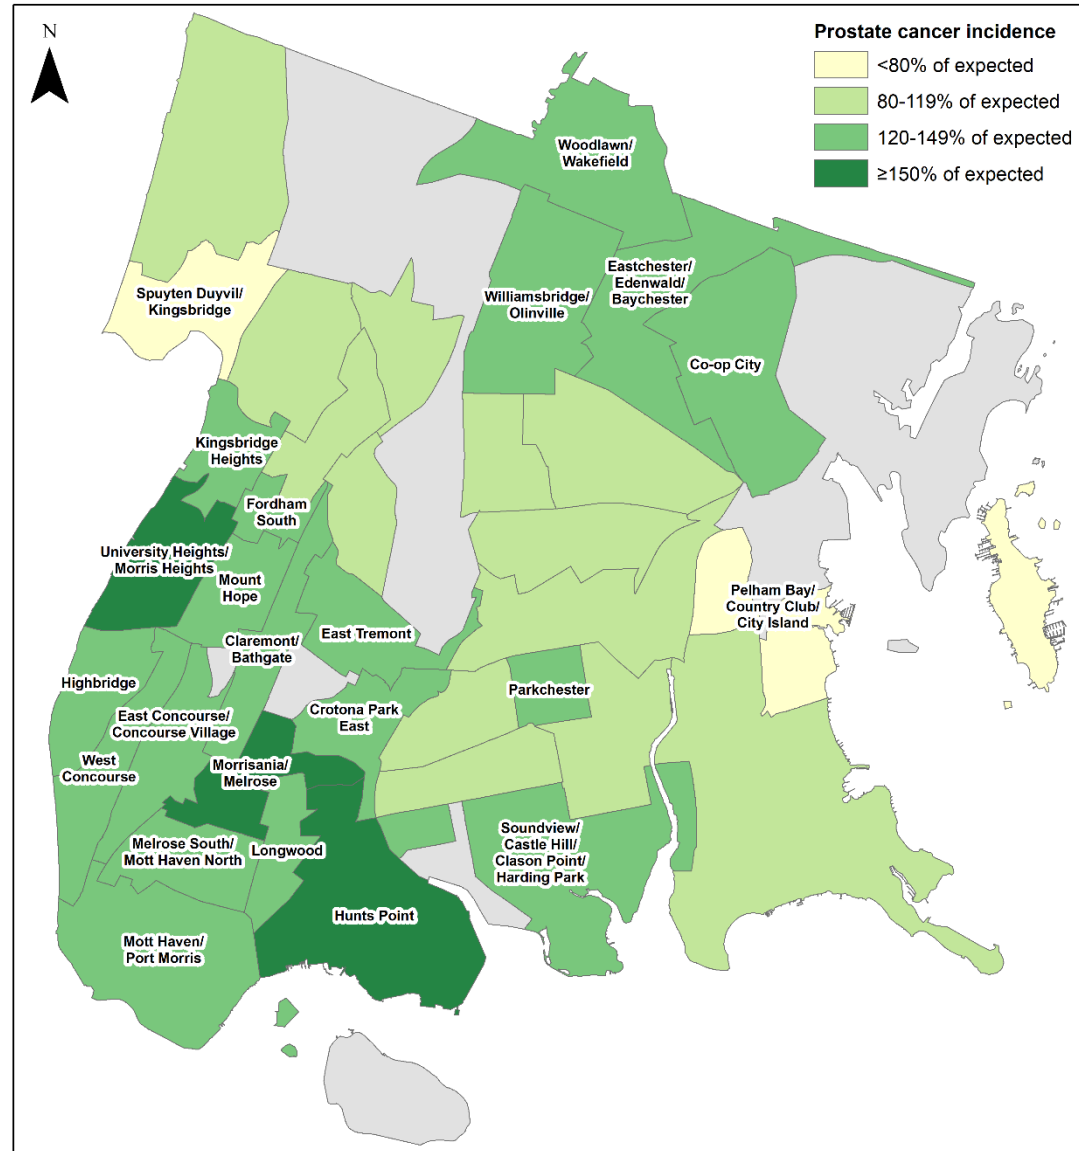 N
Prostate cancer incidence
<80% of expected
80-119% of expected
120-149% of expected
≥150% of expected
Woodlawn/
Wakefield
Spuyten Duyvil/
Kingsbridge
Williamsbridge/
Olinville
Eastchester/
Edenwald/
Baychester
Co-op City
Kingsbridge
Heights
Fordham
South
University Heights/
Morris Heights
Mount
Hope
Pelham Bay/
Country Club/
City Island
East Tremont
Claremont/
Bathgate
Highbridge
Parkchester
East Concourse/
Concourse Village
Crotona Park
East
West
Concourse
Morrisania/
Melrose
Melrose South/
Mott Haven North
Longwood
Soundview/
Castle Hill/
Clason Point/
Harding Park
Hunts Point
Mott Haven/
Port Morris